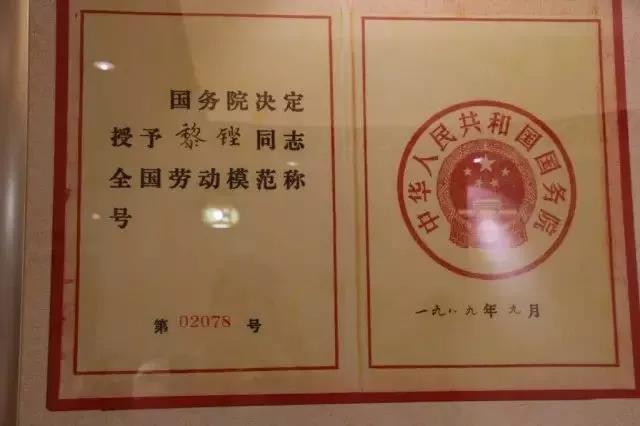 国务院决定
授予黎铿同志
全国劳动模范称
号
第 02078 号
中华人民共和国国务院
一九八九年九月